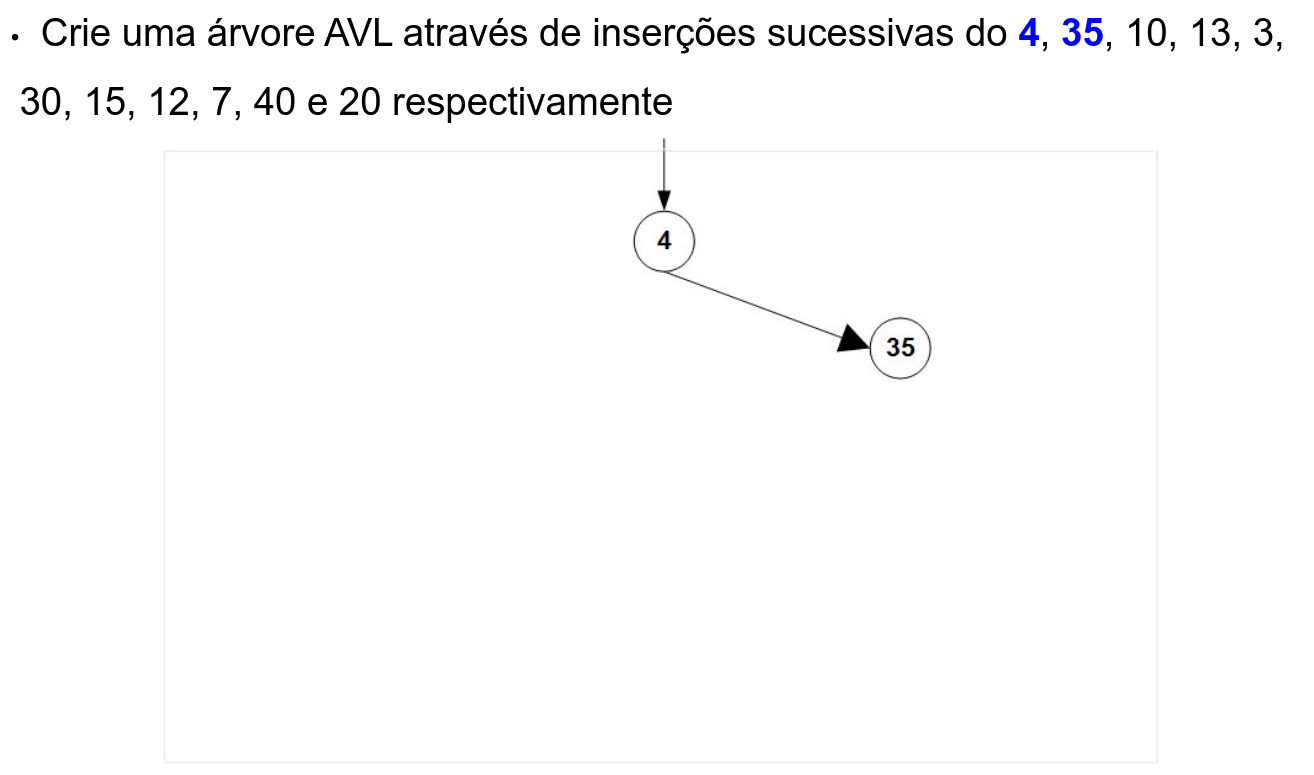 • Crie uma árvore AVL através de inserções sucessivas do 4, 35, 10, 13, 3,
30, 15, 12, 7, 40 e 20 respectivamente
4
35